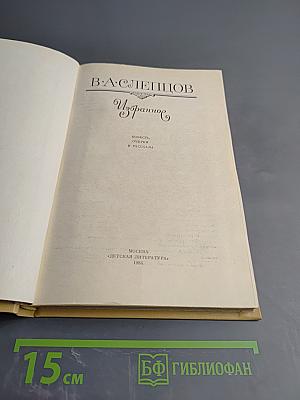 В·А·СЛЕПЦОВ
Избранное
ПОВЕСТЬ,
ОЧЕРКИ
И РАССКАЗЫ
МОСКВА
«ДЕТСКАЯ ЛИТЕРАТУРА»
15 см
БФ ГИБЛИОФАН